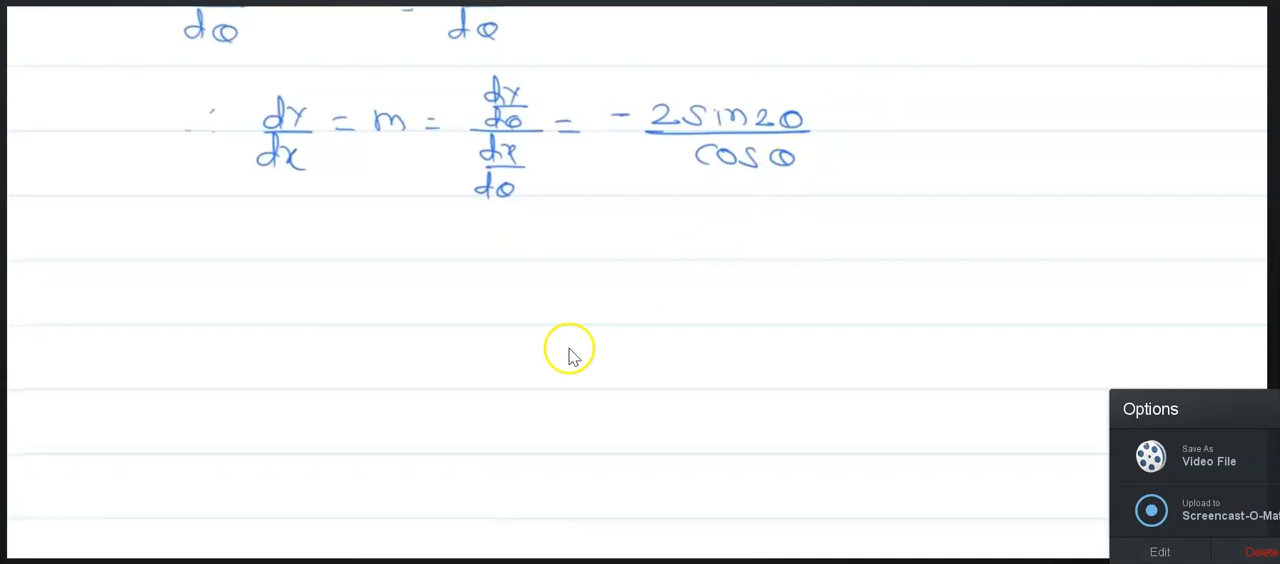 dθ = dθ
∴ dy/dx = m = (dy/dθ)/(dx/dθ) = -2sin2θ/cosθ
Options
Save As
Video File
Upload to
Screencast-O-Mat
Edit Delete